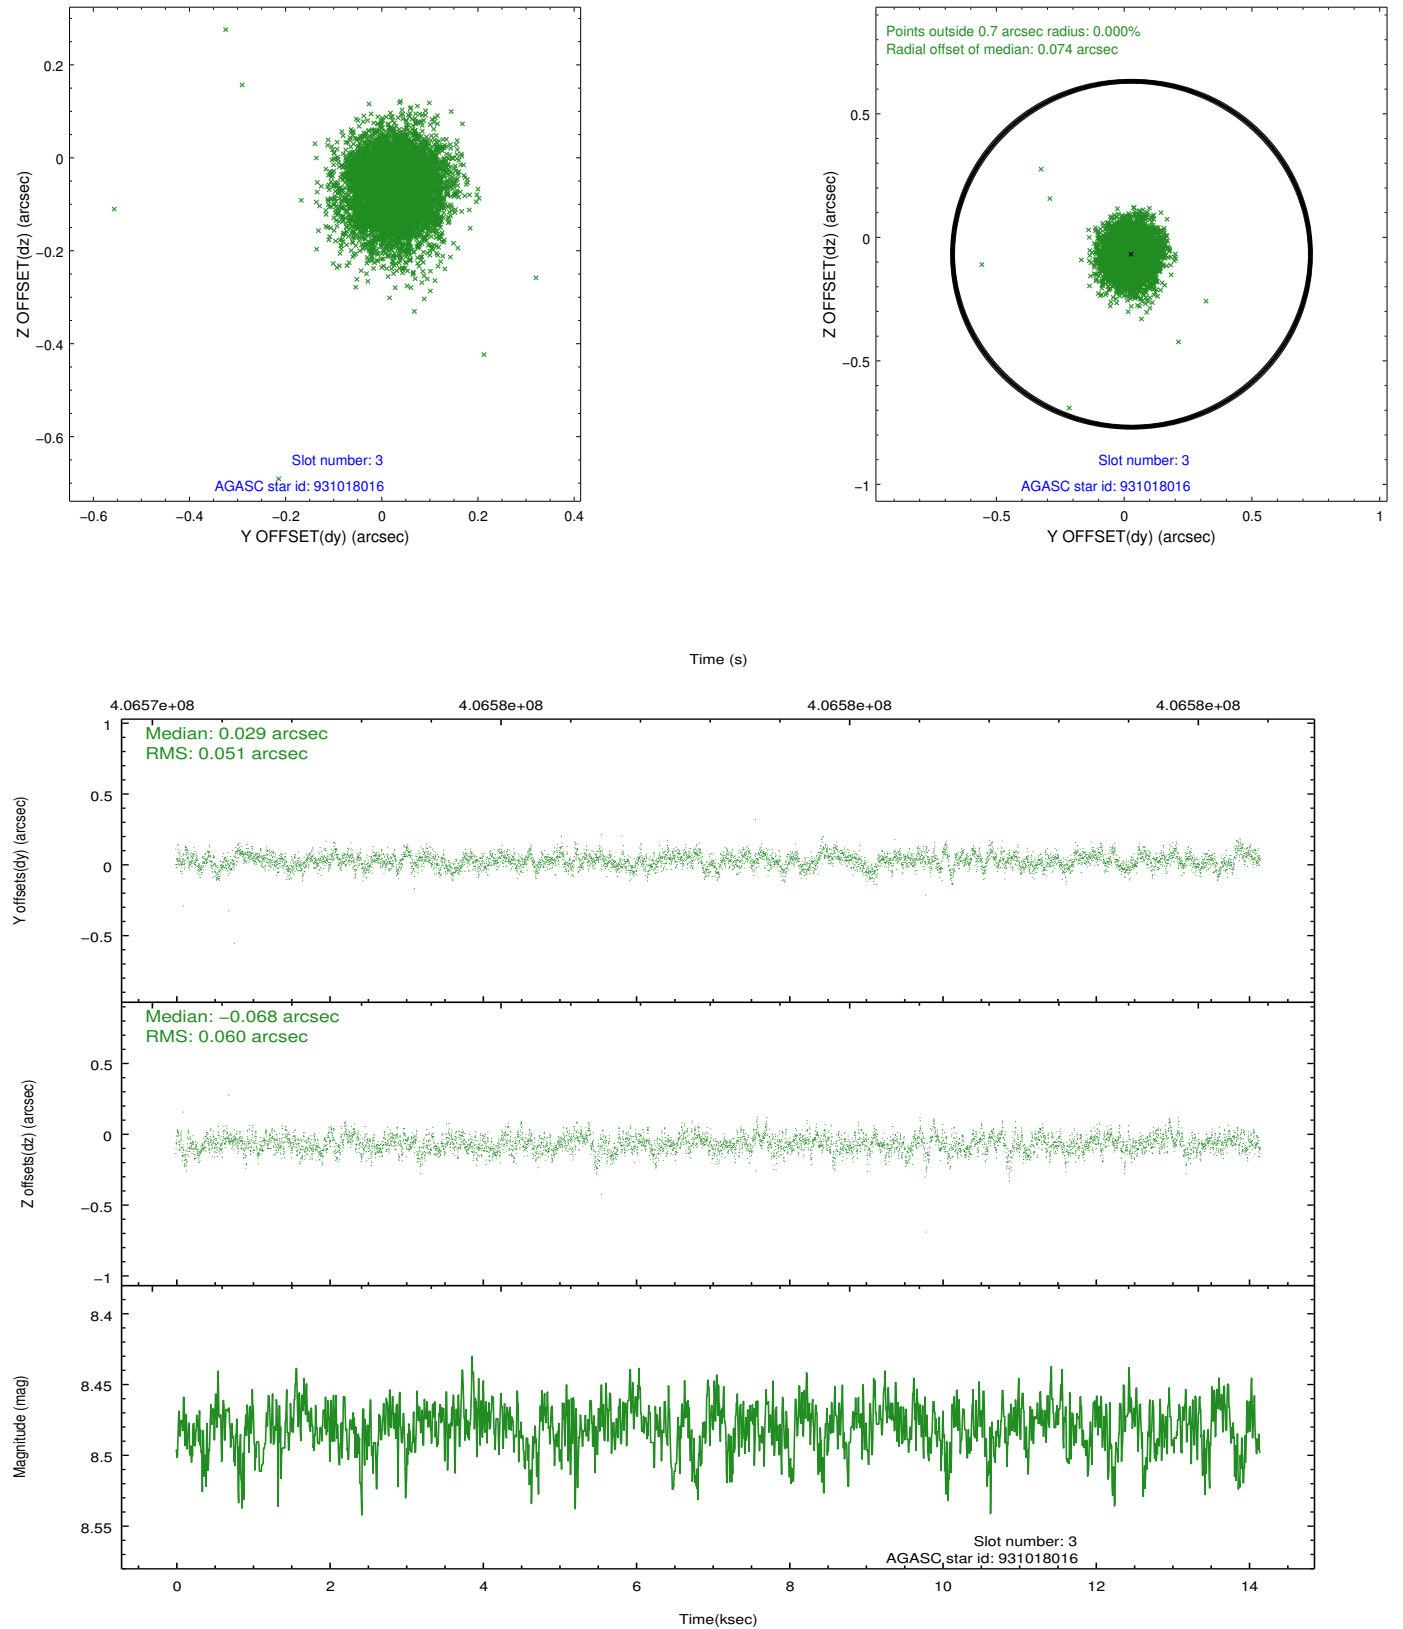 0.2
0
−0.2
−0.4
−0.6
Z OFFSET(dz) (arcsec)
Slot number: 3
AGASC star id: 931018016
−0.6
−0.4
−0.2
0
0.2
0.4
Y OFFSET(dy) (arcsec)
Points outside 0.7 arcsec radius: 0.000%
Radial offset of median: 0.074 arcsec
0.5
0
−0.5
−1
Z OFFSET(dz) (arcsec)
Slot number: 3
AGASC star id: 931018016
−0.5
0
0.5
1
Y OFFSET(dy) (arcsec)
Time (s)
4.0657e+08
4.0658e+08
4.0658e+08
4.0658e+08
Median: 0.029 arcsec
RMS: 0.051 arcsec
1
0.5
0
−0.5
Y offsets(dy) (arcsec)
Median: −0.068 arcsec
RMS: 0.060 arcsec
0.5
0
−0.5
−1
Z offsets(dz) (arcsec)
8.4
8.45
8.5
8.55
Magnitude (mag)
Slot number: 3
AGASC star id: 931018016
0
2
4
6
8
10
12
14
Time(ksec)